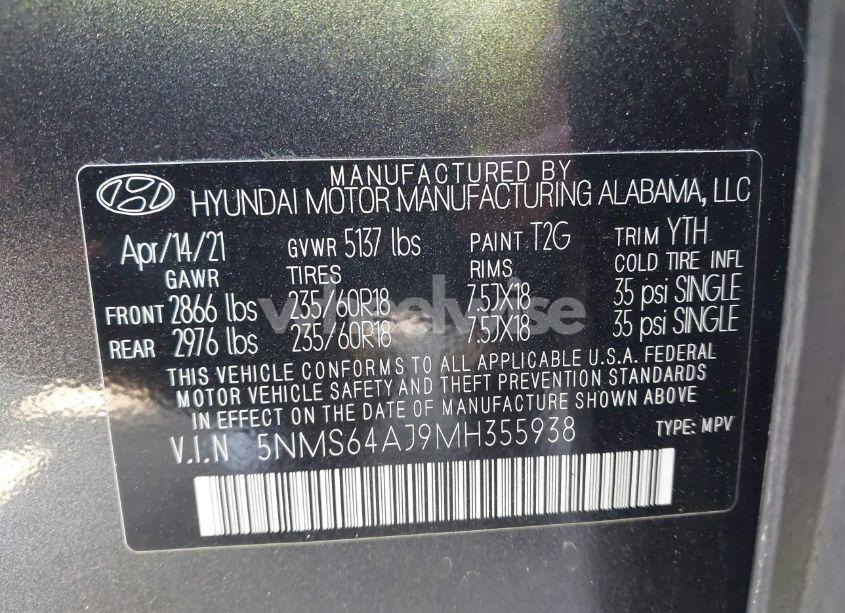 MANUFACTURED BY
HYUNDAI MOTOR MANUFACTURING ALABAMA, LLC
Apr/14/21 GVWR 5137 lbs PAINT T2G TRIM YTH
GAWR TIRES RIMS COLD TIRE INFL
FRONT 2866 lbs 235/60R18 7.5JX18 35 psi SINGLE
REAR 2976 lbs 235/60R18 7.5JX18 35 psi SINGLE
THIS VEHICLE CONFORMS TO ALL APPLICABLE U.S.A. FEDERAL
MOTOR VEHICLE SAFETY AND THEFT PREVENTION STANDARDS
IN EFFECT ON THE DATE OF MANUFACTURE SHOWN ABOVE
V.I.N 5NMS64AJ9MH355938 TYPE: MPV